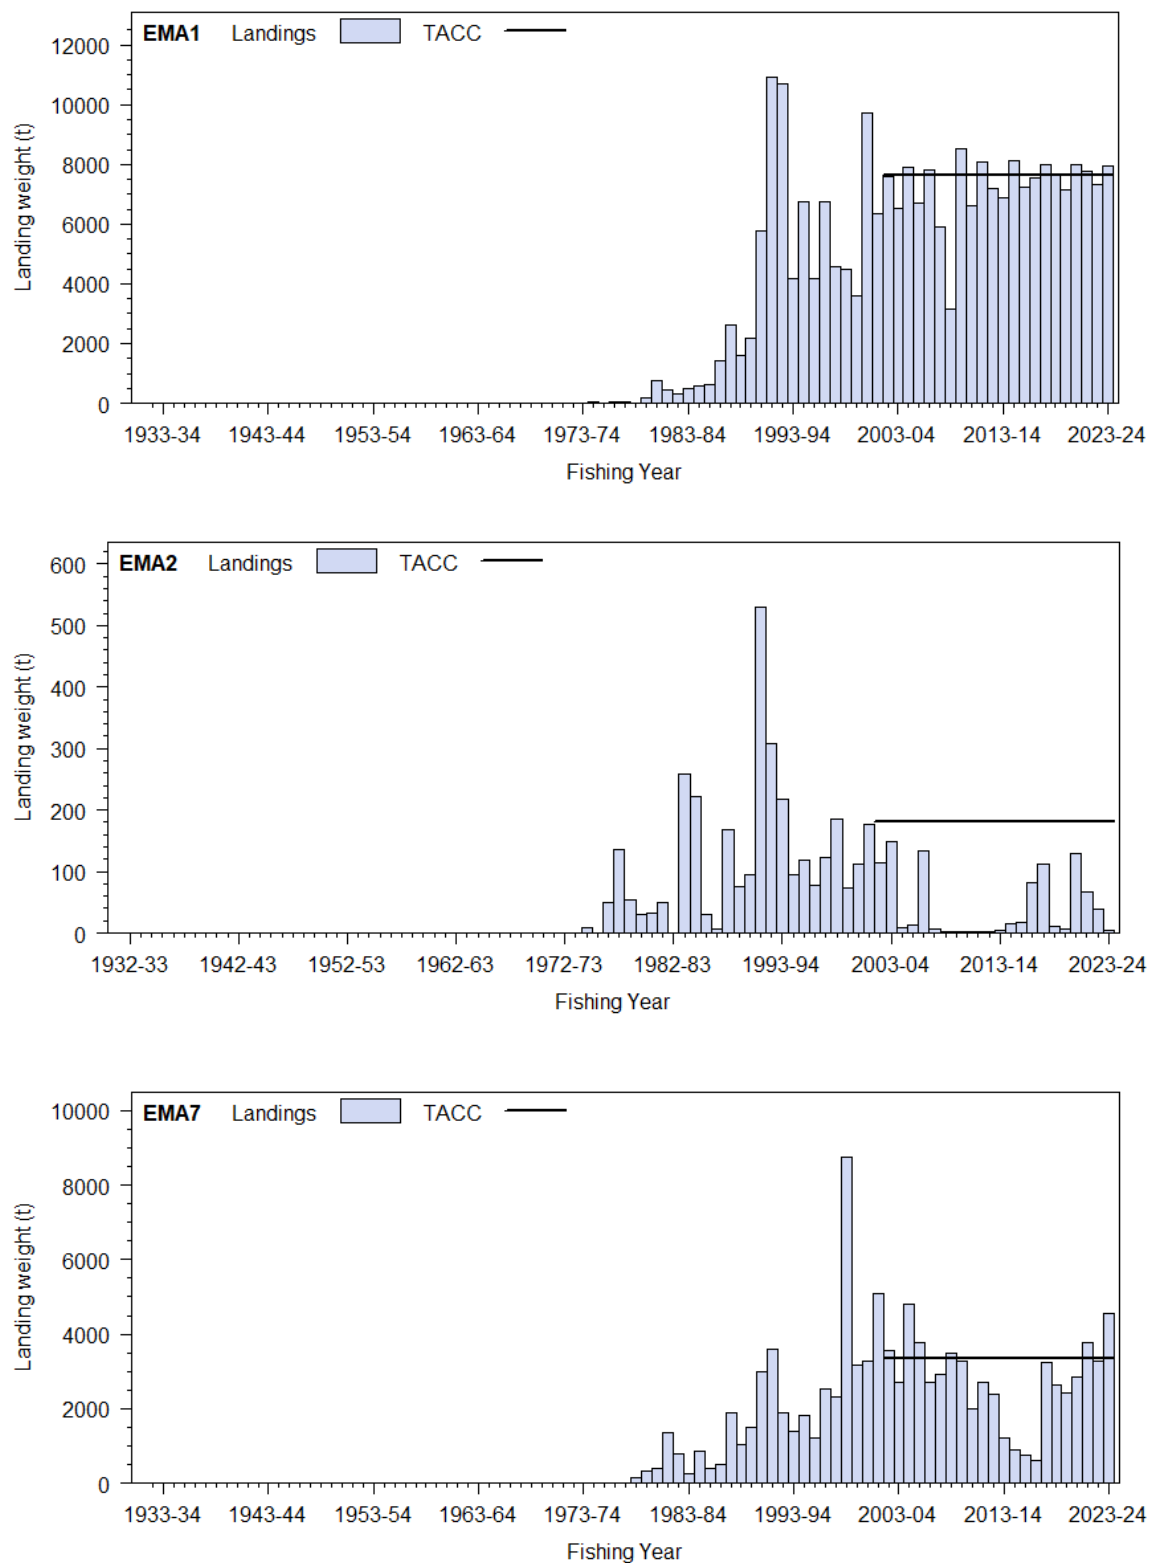 EMA1 Landings TACC
Landing weight (t)
12000
10000
8000
6000
4000
2000
0
1933-34 1943-44 1953-54 1963-64 1973-74 1983-84 1993-94 2003-04 2013-14 2023-24
Fishing Year
EMA2 Landings TACC
Landing weight (t)
600
500
400
300
200
100
0
1932-33 1942-43 1952-53 1962-63 1972-73 1982-83 1993-94 2003-04 2013-14 2023-24
Fishing Year
EMA7 Landings TACC
Landing weight (t)
10000
8000
6000
4000
2000
0
1933-34 1943-44 1953-54 1963-64 1973-74 1983-84 1993-94 2003-04 2013-14 2023-24
Fishing Year